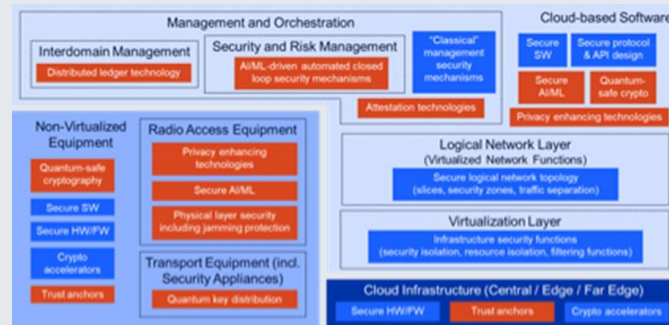 Management and Orchestration
Interdomain Management
Distributed ledger technology
Security and Risk Management
AI/ML-driven automated closed
loop security mechanisms
"Classical"
management
security
mechanisms
Attestation technologies
Cloud-based Software
Secure
SW
Secure protocol
& API design
Secure
AI/ML
Quantum-
safe crypto
Privacy enhancing technologies
Non-Virtualized
Equipment
Quantum-safe
cryptography
Secure SW
Secure HW/FW
Crypto
accelerators
Trust anchors
Radio Access Equipment
Privacy enhancing
technologies
Secure AI/ML
Physical layer security
including jamming protection
Transport Equipment (incl.
Security Appliances)
Quantum key distribution
Logical Network Layer
(Virtualized Network Functions)
Secure logical network topology
(slices, security zones, traffic separation)
Virtualization Layer
Infrastructure security functions
(security isolation, resource isolation, filtering functions)
Cloud Infrastructure (Central / Edge / Far Edge)
Secure HW/FW
Trust anchors
Crypto accelerators